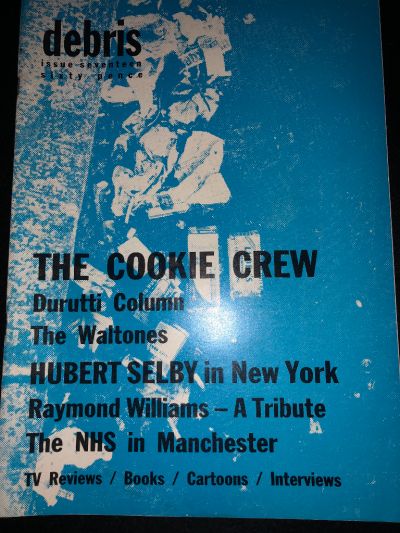 debris
issue seventeen
sixty pence
THE COOKIE CREW
Durutti Column
The Waltones
HUBERT SELBY in New York
Raymond Williams – A Tribute
The NHS in Manchester
TV Reviews / Books / Cartoons / Interviews